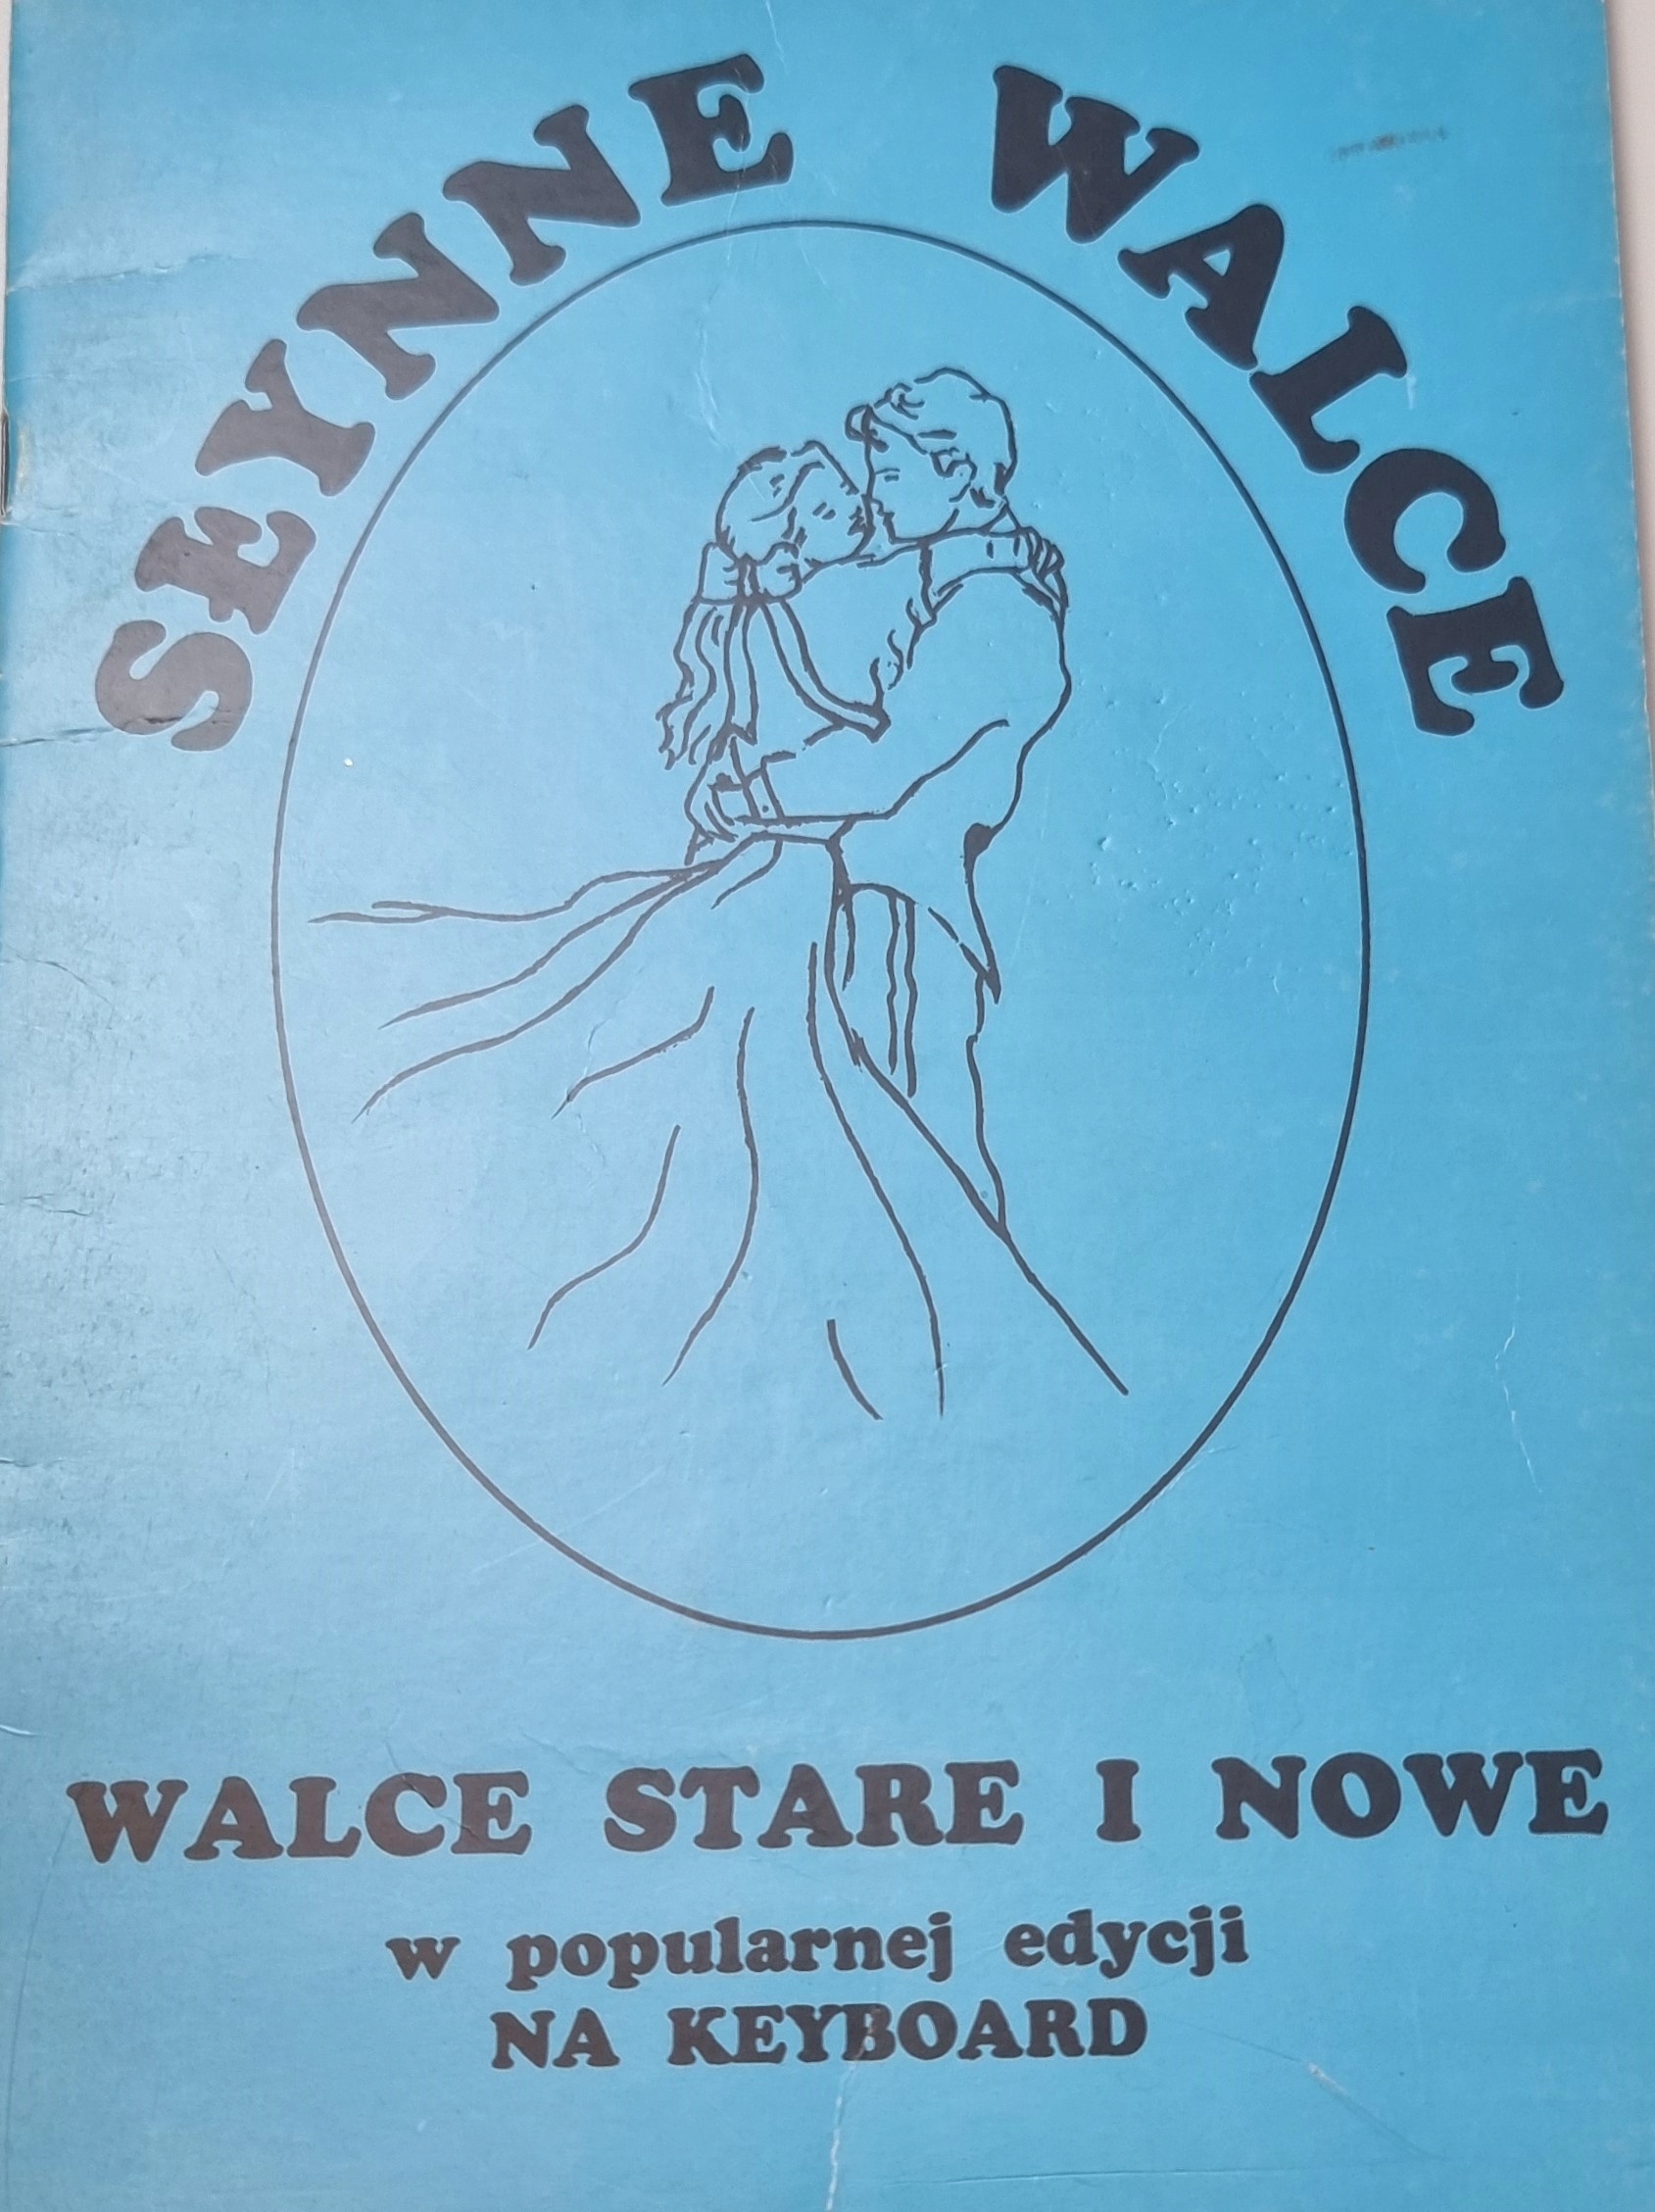 SŁYNNE WALCE
WALCE STARE I NOWE
w popularnej edycji
NA KEYBOARD